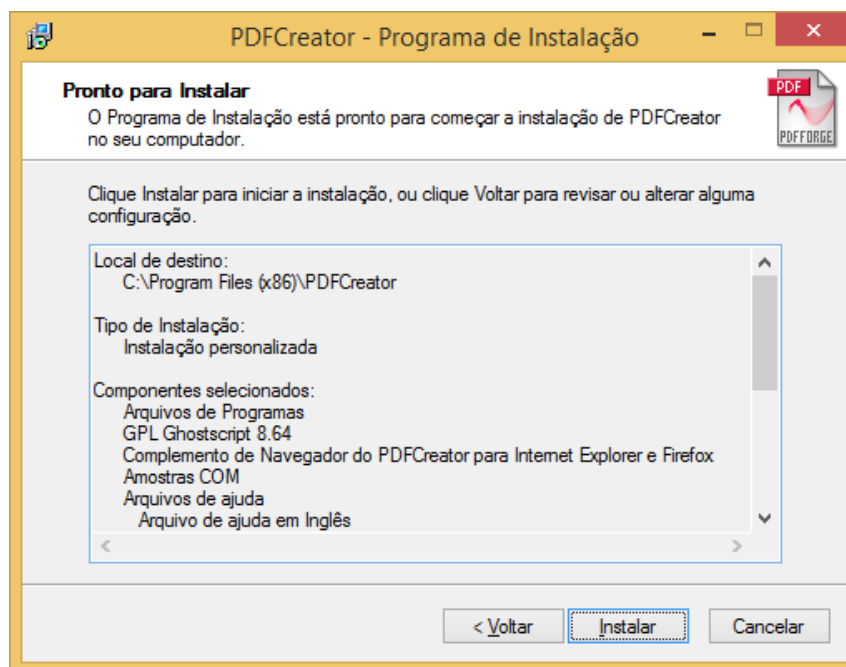 PDFCreator - Programa de Instalação
Pronto para Instalar
O Programa de Instalação está pronto para começar a instalação de PDFCreator
no seu computador.
PDF
PDFFORGE
Clique Instalar para iniciar a instalação, ou clique Voltar para revisar ou alterar alguma
configuração.
Local de destino:
C:\Program Files (x86)\PDFCreator
Tipo de Instalação:
Instalação personalizada
Componentes selecionados:
Arquivos de Programas
GPL Ghostscript 8.64
Complemento de Navegador do PDFCreator para Internet Explorer e Firefox
Amostras COM
Arquivos de ajuda
Arquivo de ajuda em Inglês
< Voltar Instalar Cancelar